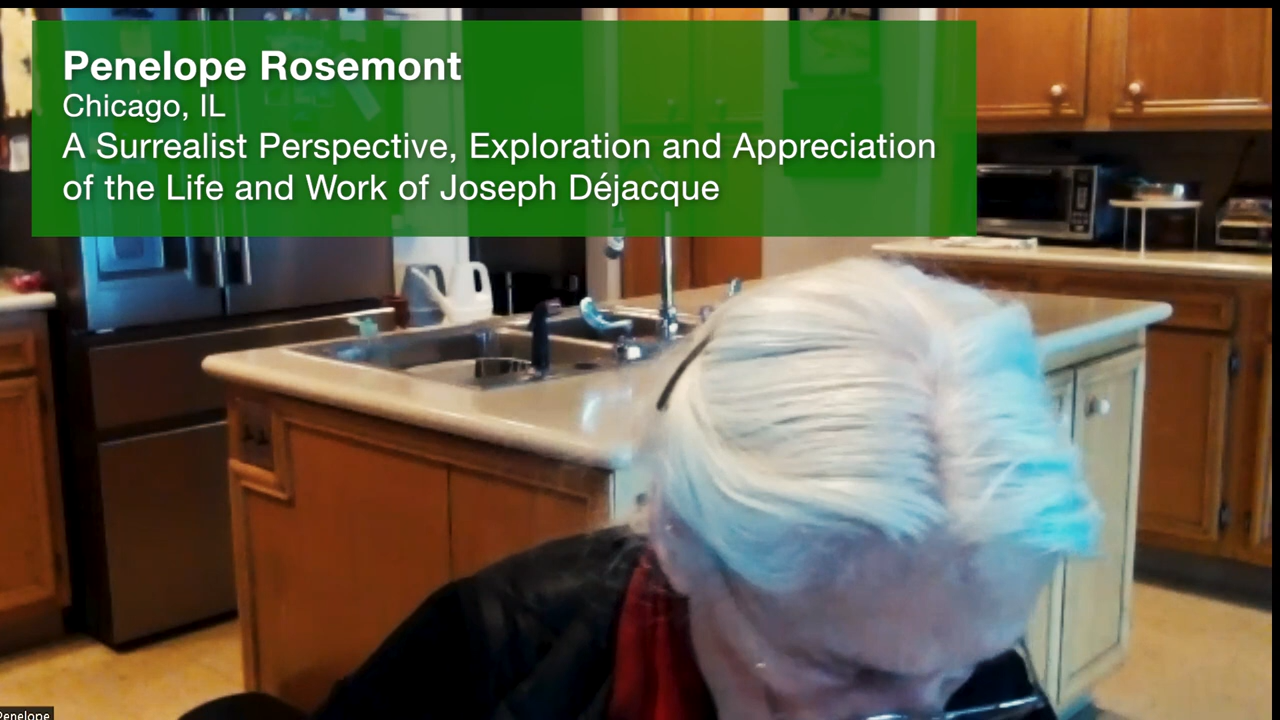 Penelope Rosemont
Chicago, IL
A Surrealist Perspective, Exploration and Appreciation
of the Life and Work of Joseph Déjacque
Penelope